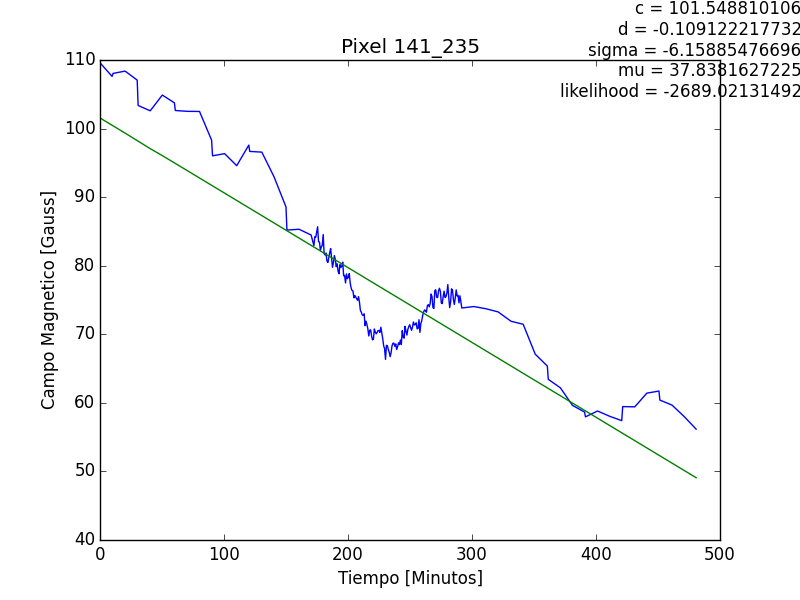 c = 101.548810106
d = -0.109122217732
Pixel 141_235
sigma = -6.15885476696
mu = 37.8381627225
likelihood = -2689.02131492
110
100
90
80
70
60
50
40
Campo Magnetico [Gauss]
0 100 200 300 400 500
Tiempo [Minutos]